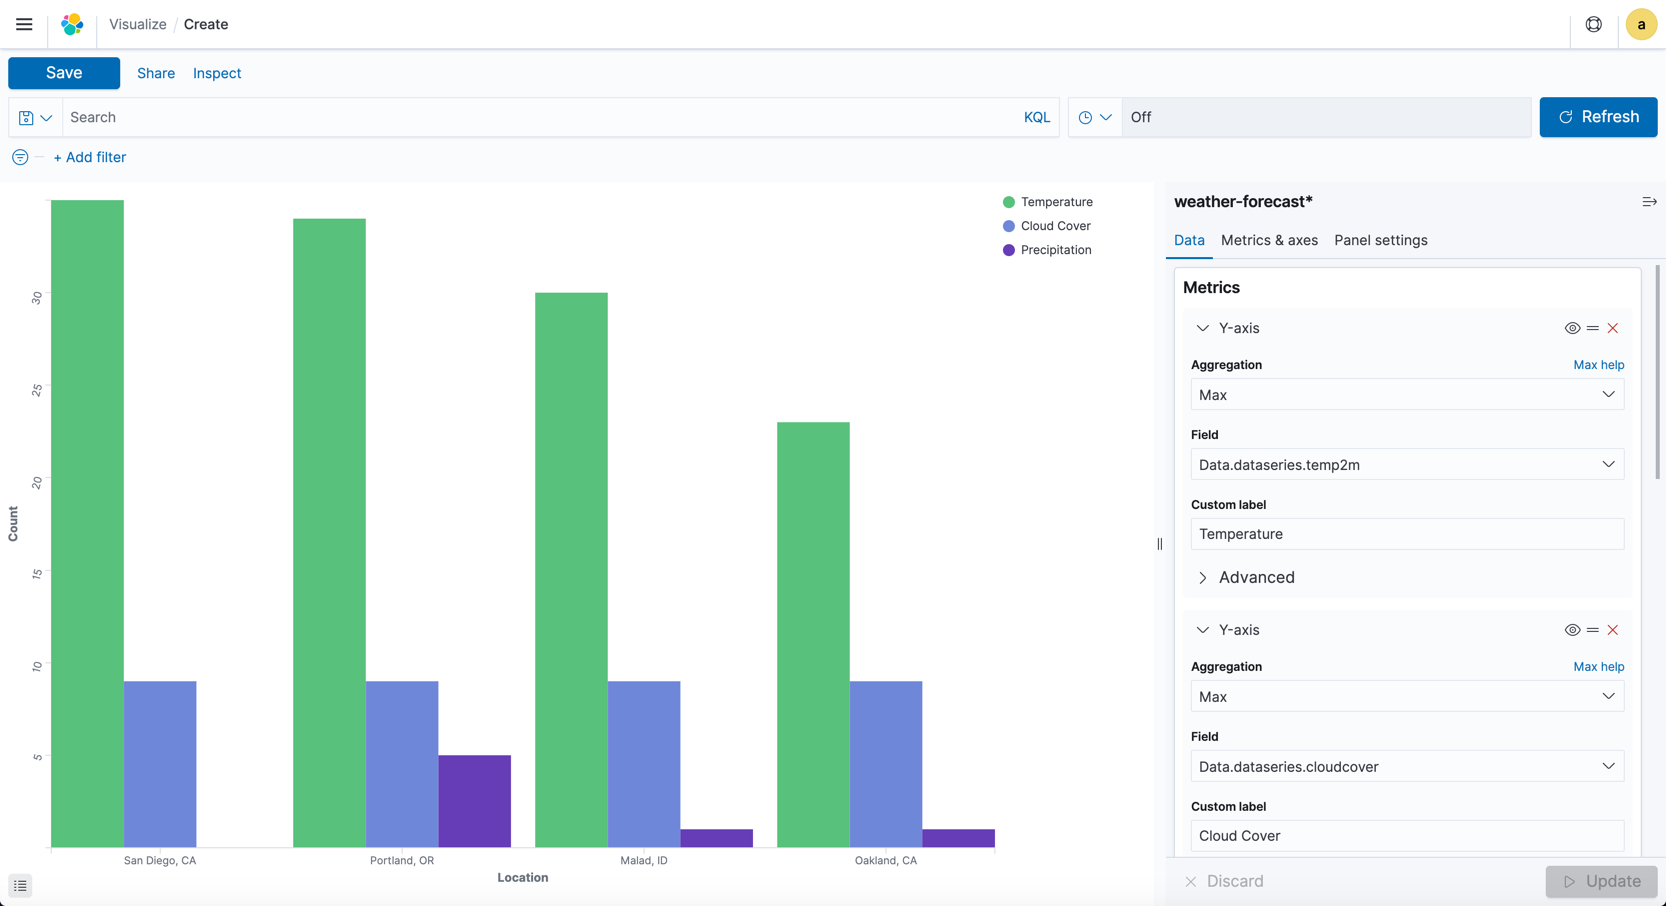 Visualize / Create
a
Save
Share
Inspect
Search
KQL
Off
Refresh
+ Add filter
Temperature
Cloud Cover
Precipitation
30
25
20
15
10
5
Count
San Diego, CA
Portland, OR
Malad, ID
Oakland, CA
Location
weather-forecast*
Data
Metrics & axes
Panel settings
Metrics
Y-axis
Aggregation
Max help
Max
Field
Data.dataseries.temp2m
Custom label
Temperature
Advanced
Y-axis
Aggregation
Max help
Max
Field
Data.dataseries.cloudcover
Custom label
Cloud Cover
Discard
Update